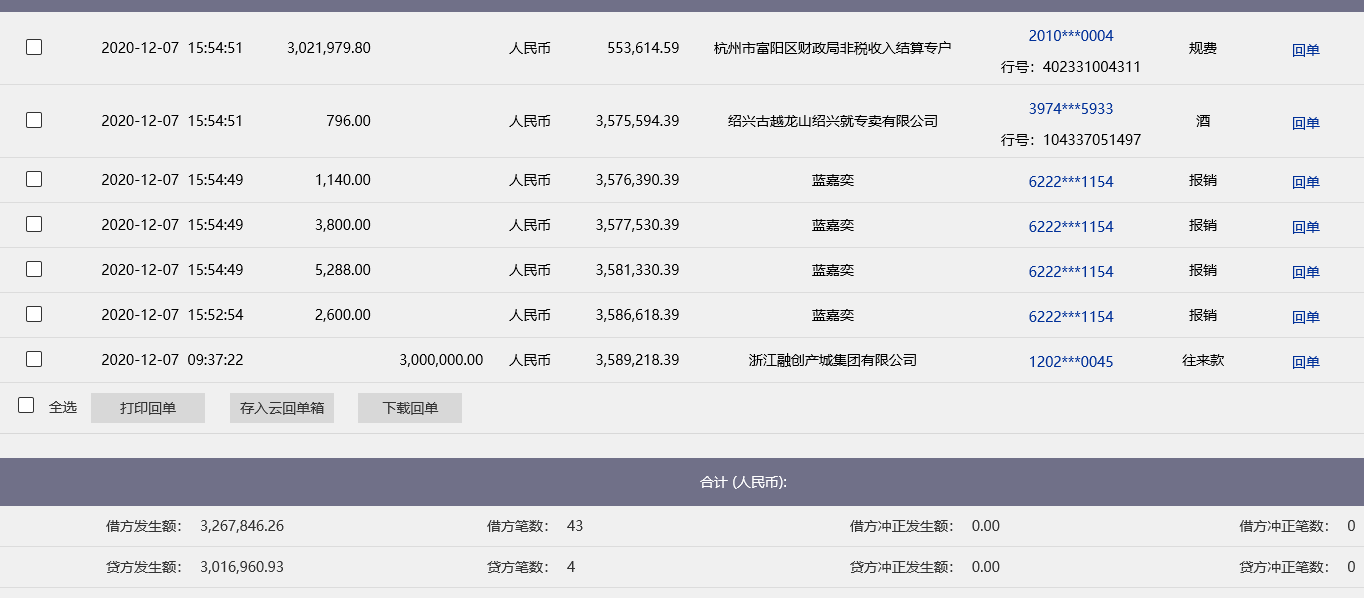 2020-12-07 15:54:51 3,021,979.80 人民币 553,614.59 杭州市富阳区财政局非税收入结算专户 2010***0004 规费 回单
行号：402331004311
2020-12-07 15:54:51 796.00 人民币 3,575,594.39 绍兴古越龙山绍兴就专卖有限公司 3974***5933 酒 回单
行号：104337051497
2020-12-07 15:54:49 1,140.00 人民币 3,576,390.39 蓝嘉奕 6222***1154 报销 回单
2020-12-07 15:54:49 3,800.00 人民币 3,577,530.39 蓝嘉奕 6222***1154 报销 回单
2020-12-07 15:54:49 5,288.00 人民币 3,581,330.39 蓝嘉奕 6222***1154 报销 回单
2020-12-07 15:52:54 2,600.00 人民币 3,586,618.39 蓝嘉奕 6222***1154 报销 回单
2020-12-07 09:37:22 3,000,000.00 人民币 3,589,218.39 浙江融创产城集团有限公司 1202***0045 往来款 回单
全选 打印回单 存入云回单箱 下载回单
合计 (人民币):
借方发生额： 3,267,846.26 借方笔数： 43 借方冲正发生额： 0.00 借方冲正笔数： 0
贷方发生额： 3,016,960.93 贷方笔数： 4 贷方冲正发生额： 0.00 贷方冲正笔数： 0